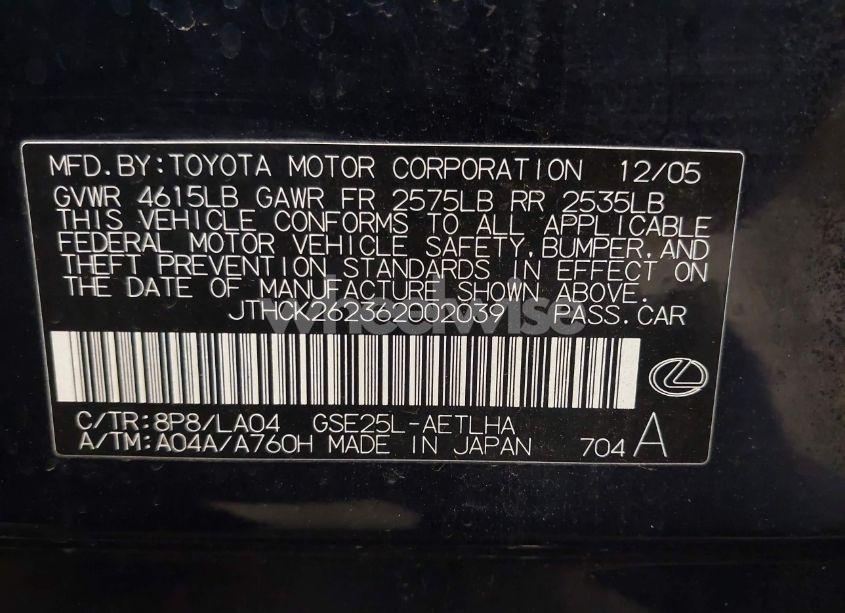 MFD.BY:TOYOTA MOTOR CORPORATION 12/05
GVWR 4615LB GAWR FR 2575LB RR 2535LB
THIS VEHICLE CONFORMS TO ALL APPLICABLE
FEDERAL MOTOR VEHICLE SAFETY,BUMPER,AND
THEFT PREVENTION STANDARDS IN EFFECT ON
THE DATE OF MANUFACTURE SHOWN ABOVE.
JTHCK262362002039 PASS.CAR
wheelwise
C/TR:8P8/LA04 GSE25L-AETLHA
A/TM:A04A/A760H MADE IN JAPAN 704 A